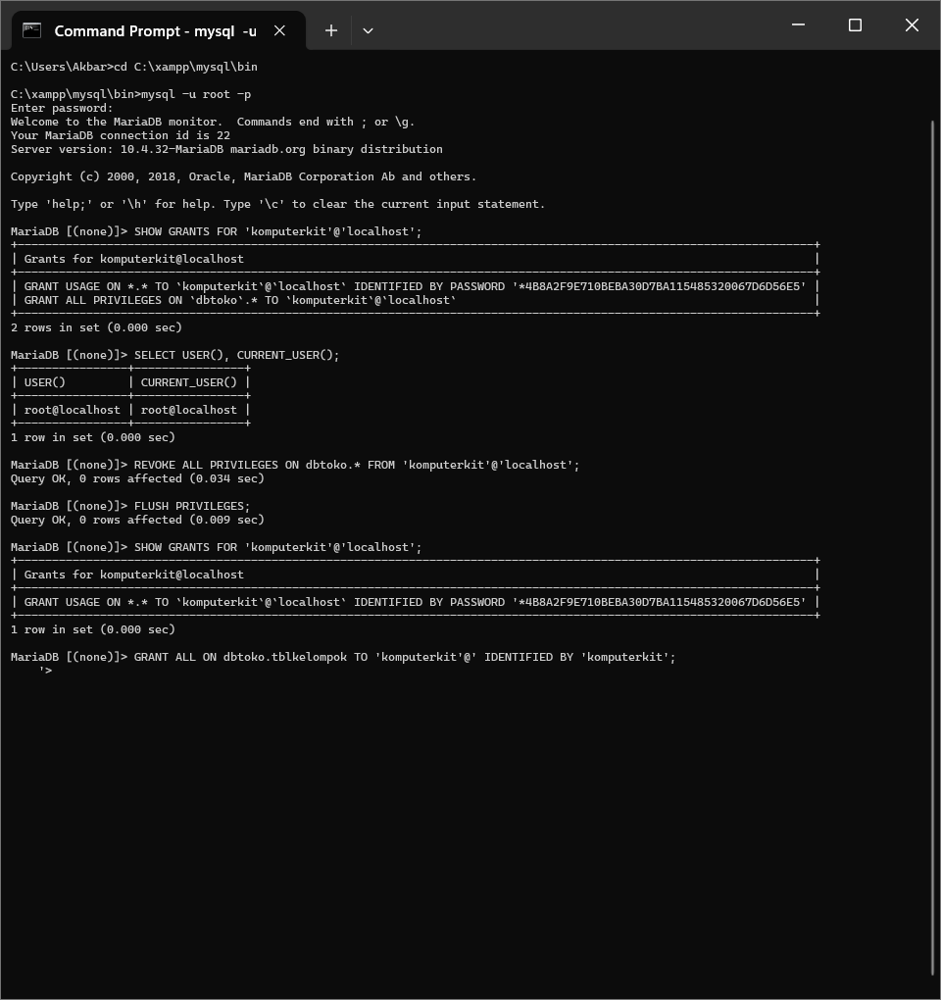 Command Prompt - mysql  -u
C:\Users\Akbar>cd C:\xampp\mysql\bin
C:\xampp\mysql\bin>mysql -u root -p
Enter password:
Welcome to the MariaDB monitor.  Commands end with ; or \g.
Your MariaDB connection id is 22
Server version: 10.4.32-MariaDB mariadb.org binary distribution
Copyright (c) 2000, 2018, Oracle, MariaDB Corporation Ab and others.
Type 'help;' or '\h' for help. Type '\c' to clear the current input statement.
MariaDB [(none)]> SHOW GRANTS FOR 'komputerkit'@'localhost';
| Grants for komputerkit@localhost |
| GRANT USAGE ON *.* TO `komputerkit`@`localhost` IDENTIFIED BY PASSWORD '*4B8A2F9E710BEBA30D7BA115485320067D6D56E5' |
| GRANT ALL PRIVILEGES ON `dbtoko`.* TO `komputerkit`@`localhost` |
2 rows in set (0.000 sec)
MariaDB [(none)]> SELECT USER(), CURRENT_USER();
| USER()         | CURRENT_USER() |
| root@localhost | root@localhost |
1 row in set (0.000 sec)
MariaDB [(none)]> REVOKE ALL PRIVILEGES ON dbtoko.* FROM 'komputerkit'@'localhost';
Query OK, 0 rows affected (0.034 sec)
MariaDB [(none)]> FLUSH PRIVILEGES;
Query OK, 0 rows affected (0.009 sec)
MariaDB [(none)]> SHOW GRANTS FOR 'komputerkit'@'localhost';
| Grants for komputerkit@localhost |
| GRANT USAGE ON *.* TO `komputerkit`@`localhost` IDENTIFIED BY PASSWORD '*4B8A2F9E710BEBA30D7BA115485320067D6D56E5' |
1 row in set (0.000 sec)
MariaDB [(none)]> GRANT ALL ON dbtoko.tblkelompok TO 'komputerkit'@' IDENTIFIED BY 'komputerkit';
    '>